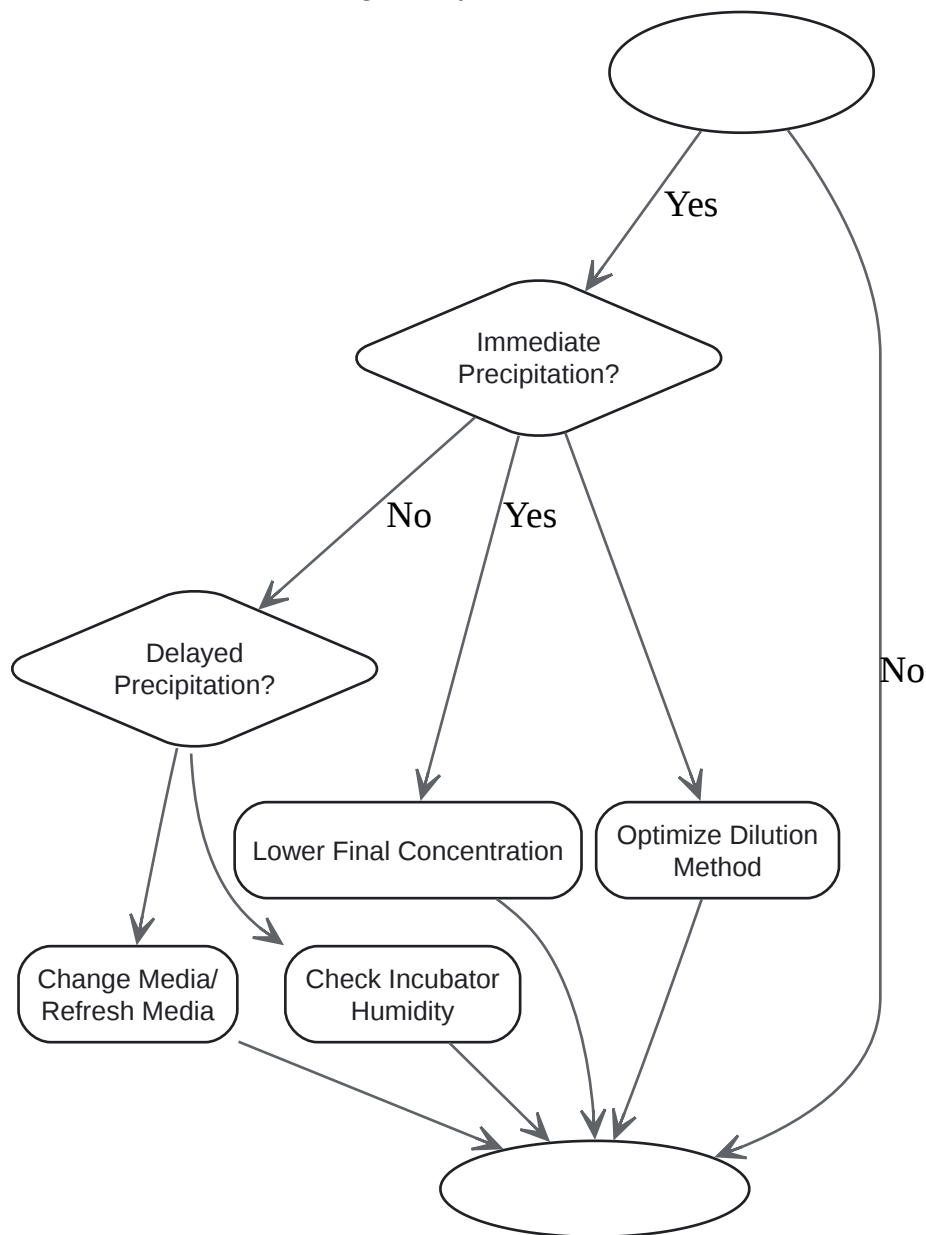 Yes
Immediate
Precipitation?
No
Yes
Delayed
Precipitation?
No
Lower Final Concentration
Optimize Dilution
Method
Change Media/
Refresh Media
Check Incubator
Humidity